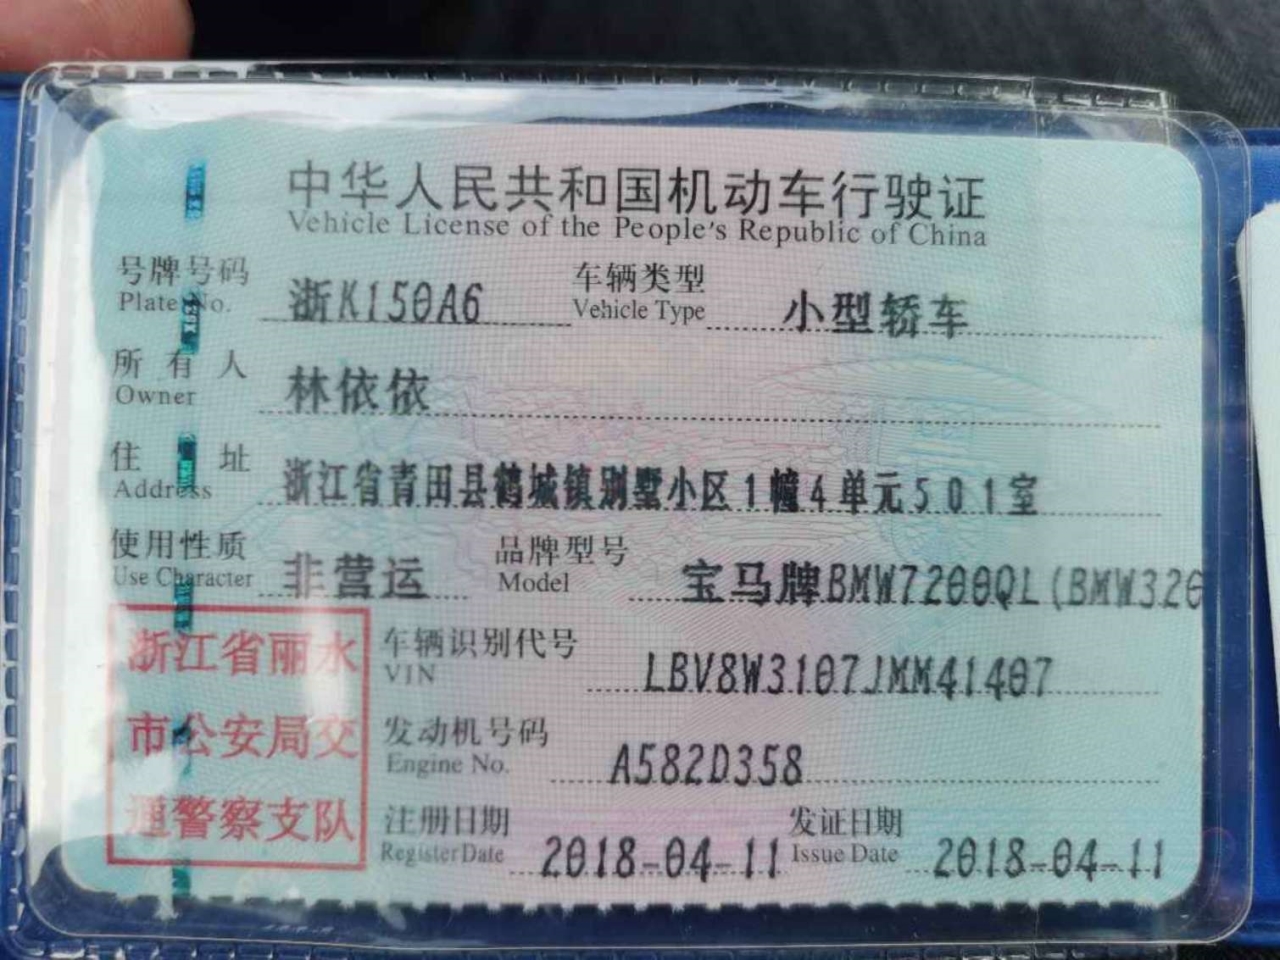 中华人民共和国机动车行驶证
Vehicle License of the People's Republic of China
号牌号码 浙K150A6 车辆类型 小型轿车
Plate No. Vehicle Type
所有人 林依依
Owner
住址 浙江省青田县鹤城镇别墅小区1幢4单元501室
Address
使用性质 非营运 品牌型号 宝马牌BMW7200QL(BMW320
Use Character Model
浙江省丽水
市公安局交
通警察支队
车辆识别代号 LBV8W3107JMM41407
VIN
发动机号码 A582D358
Engine No.
注册日期 2018-04-11 发证日期 2018-04-11
Register Date Issue Date